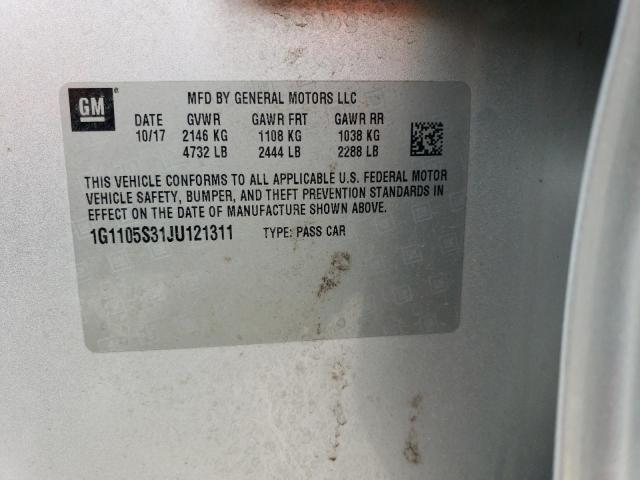 GM
MFD BY GENERAL MOTORS LLC
DATE GVWR GAWR FRT GAWR RR
10/17 2146 KG 1108 KG 1038 KG
4732 LB 2444 LB 2288 LB
THIS VEHICLE CONFORMS TO ALL APPLICABLE U.S. FEDERAL MOTOR
VEHICLE SAFETY, BUMPER, AND THEFT PREVENTION STANDARDS IN
EFFECT ON THE DATE OF MANUFACTURE SHOWN ABOVE.
1G1105S31JU121311 TYPE: PASS CAR